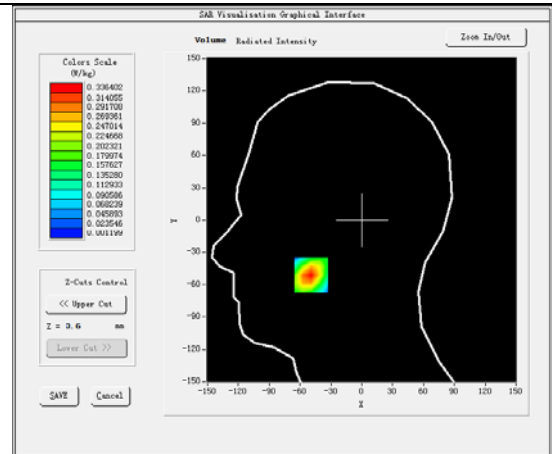 SAR Visualisation Graphical Interface
Volume Radiated Intensity
Zoom In/Out
Colors Scale
(W/kg)
0.336402
0.314055
0.291708
0.269361
0.247014
0.224668
0.202321
0.179974
0.157627
0.135280
0.112933
0.090586
0.068239
0.045893
0.023546
0.001199
Z-Cuts Control
<< Upper Cut
Z = 3.6 mm
Lower Cut >>
SAVE
Cancel
150
120
90
60
30
0
-30
-60
-90
-120
-150
Y
-150 -120 -90 -60 -30 0 30 60 90 120 150
X